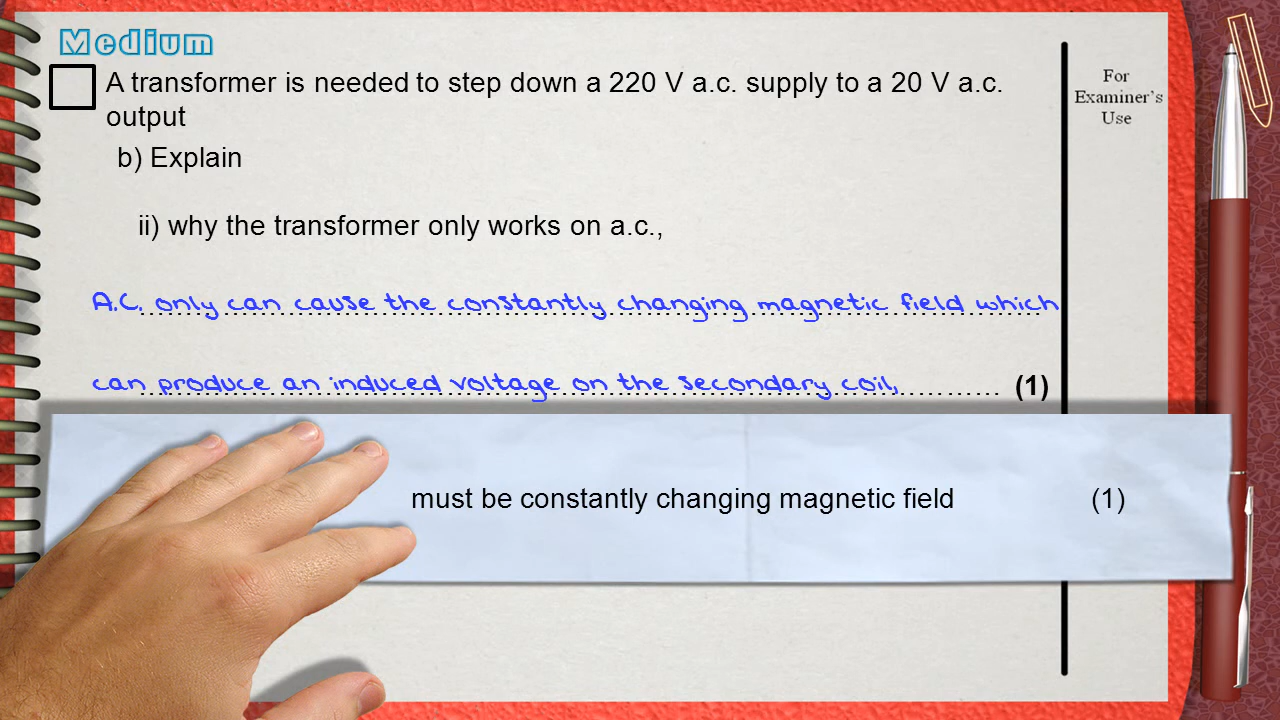 Medium
A transformer is needed to step down a 220 V a.c. supply to a 20 V a.c.
output
b) Explain
ii) why the transformer only works on a.c.,
A.C. only can cause the constantly changing magnetic field which
can produce an induced voltage on the secondary coil. (1)
must be constantly changing magnetic field (1)
For
Examiner's
Use